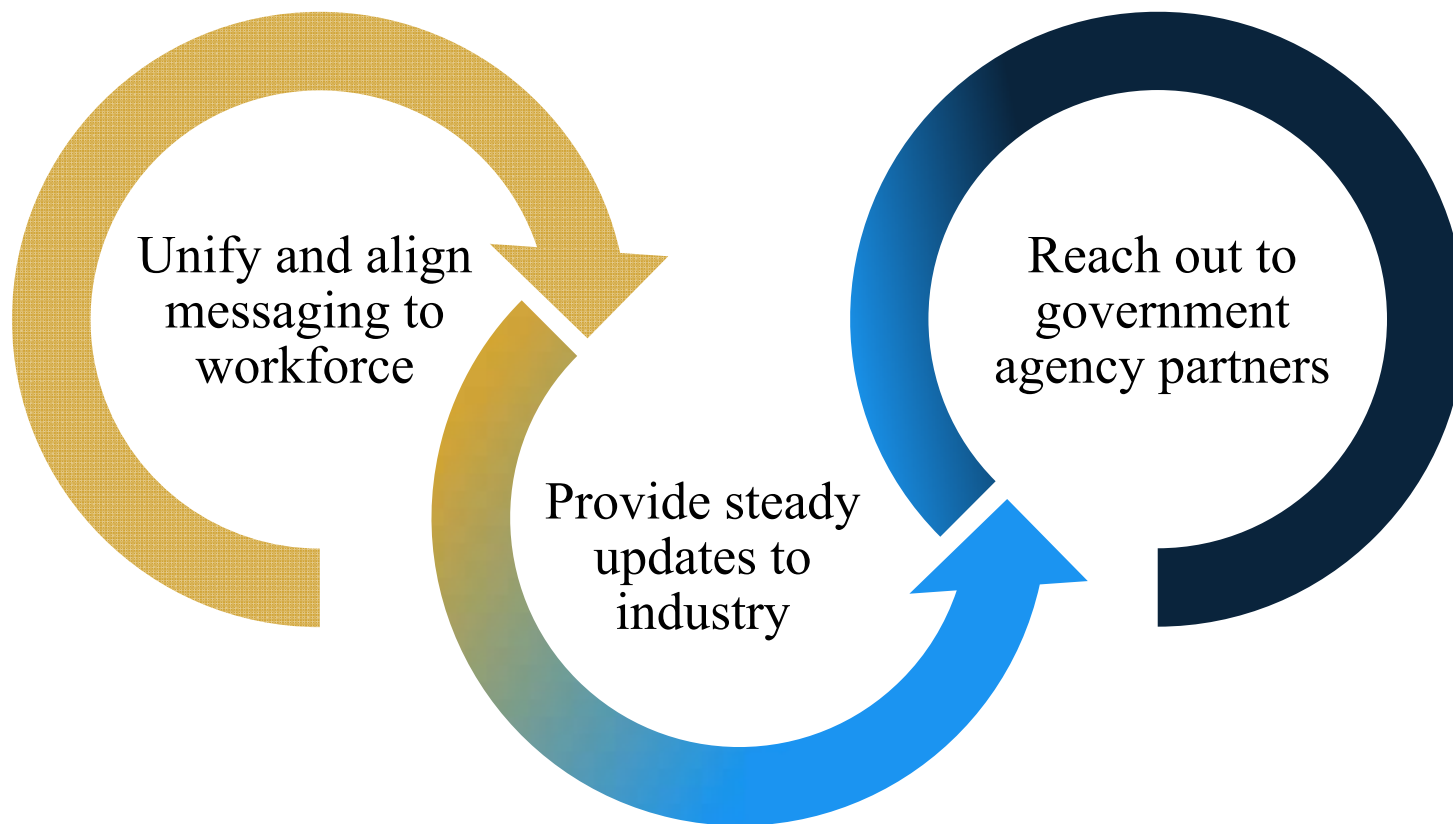 Unify and align
messaging to
workforce
Provide steady
updates to
industry
Reach out to
government
agency partners